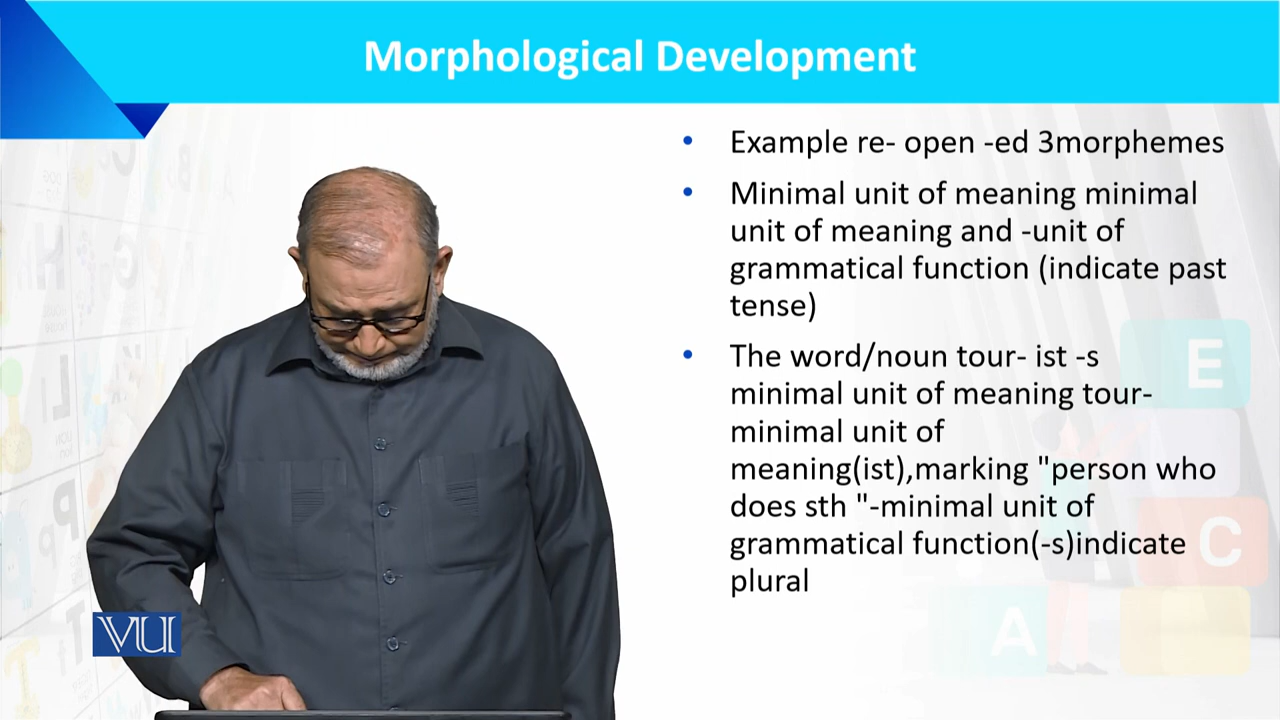 Morphological Development
• Example re- open -ed 3morphemes
• Minimal unit of meaning minimal
unit of meaning and -unit of
grammatical function (indicate past
tense)
• The word/noun tour- ist -s
minimal unit of meaning tour-
minimal unit of
meaning(ist),marking "person who
does sth "-minimal unit of
grammatical function(-s)indicate
plural
VU
E
C
A